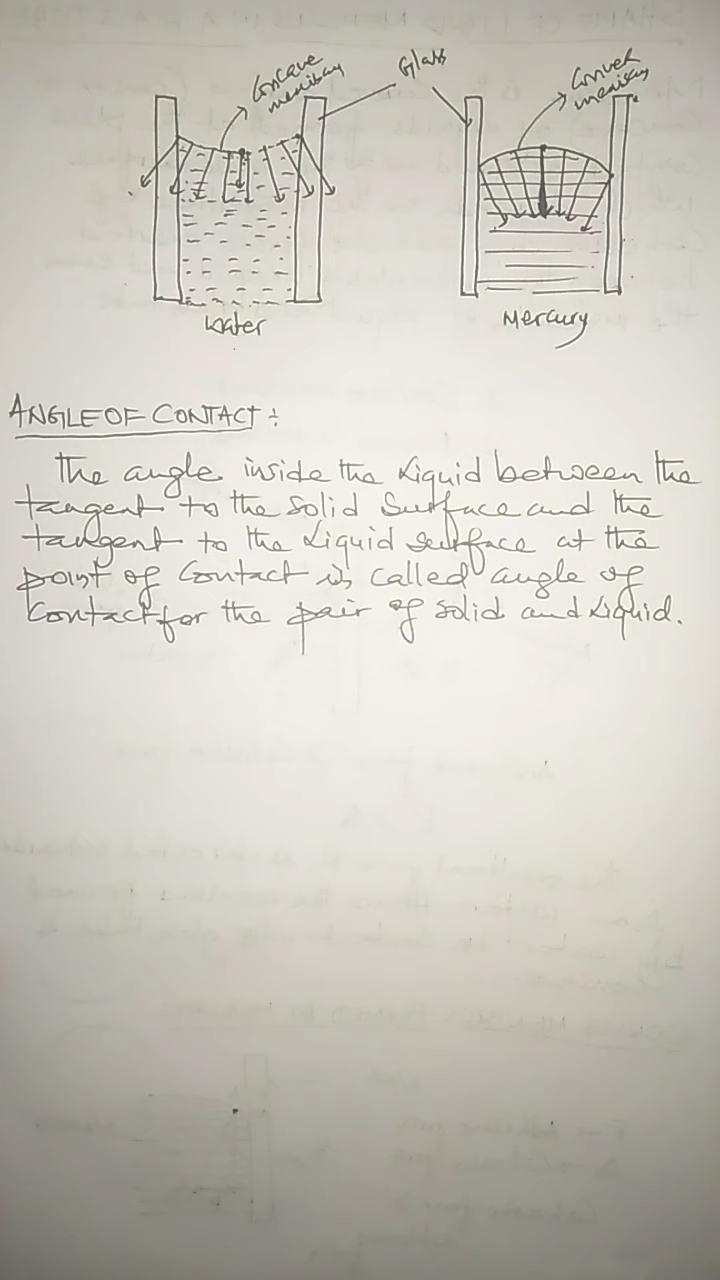 Concave
meniscus
Glass
Convex
meniscus
Water
Mercury
ANGLE OF CONTACT :
The angle inside the Liquid between the
tangent to the Solid Surface and the
tangent to the Liquid surface at the
point of Contact is called angle of
Contact for the pair of solid and Liquid.